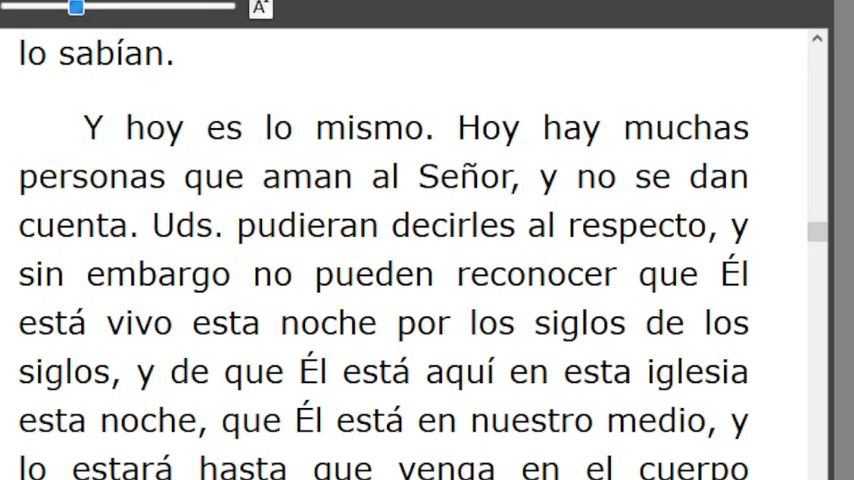 A
lo sabían.
Y hoy es lo mismo. Hoy hay muchas
personas que aman al Señor, y no se dan
cuenta. Uds. pudieran decirles al respecto, y
sin embargo no pueden reconocer que Él
está vivo esta noche por los siglos de los
siglos, y de que Él está aquí en esta iglesia
esta noche, que Él está en nuestro medio, y
lo estará hasta que venga en el cuerpo